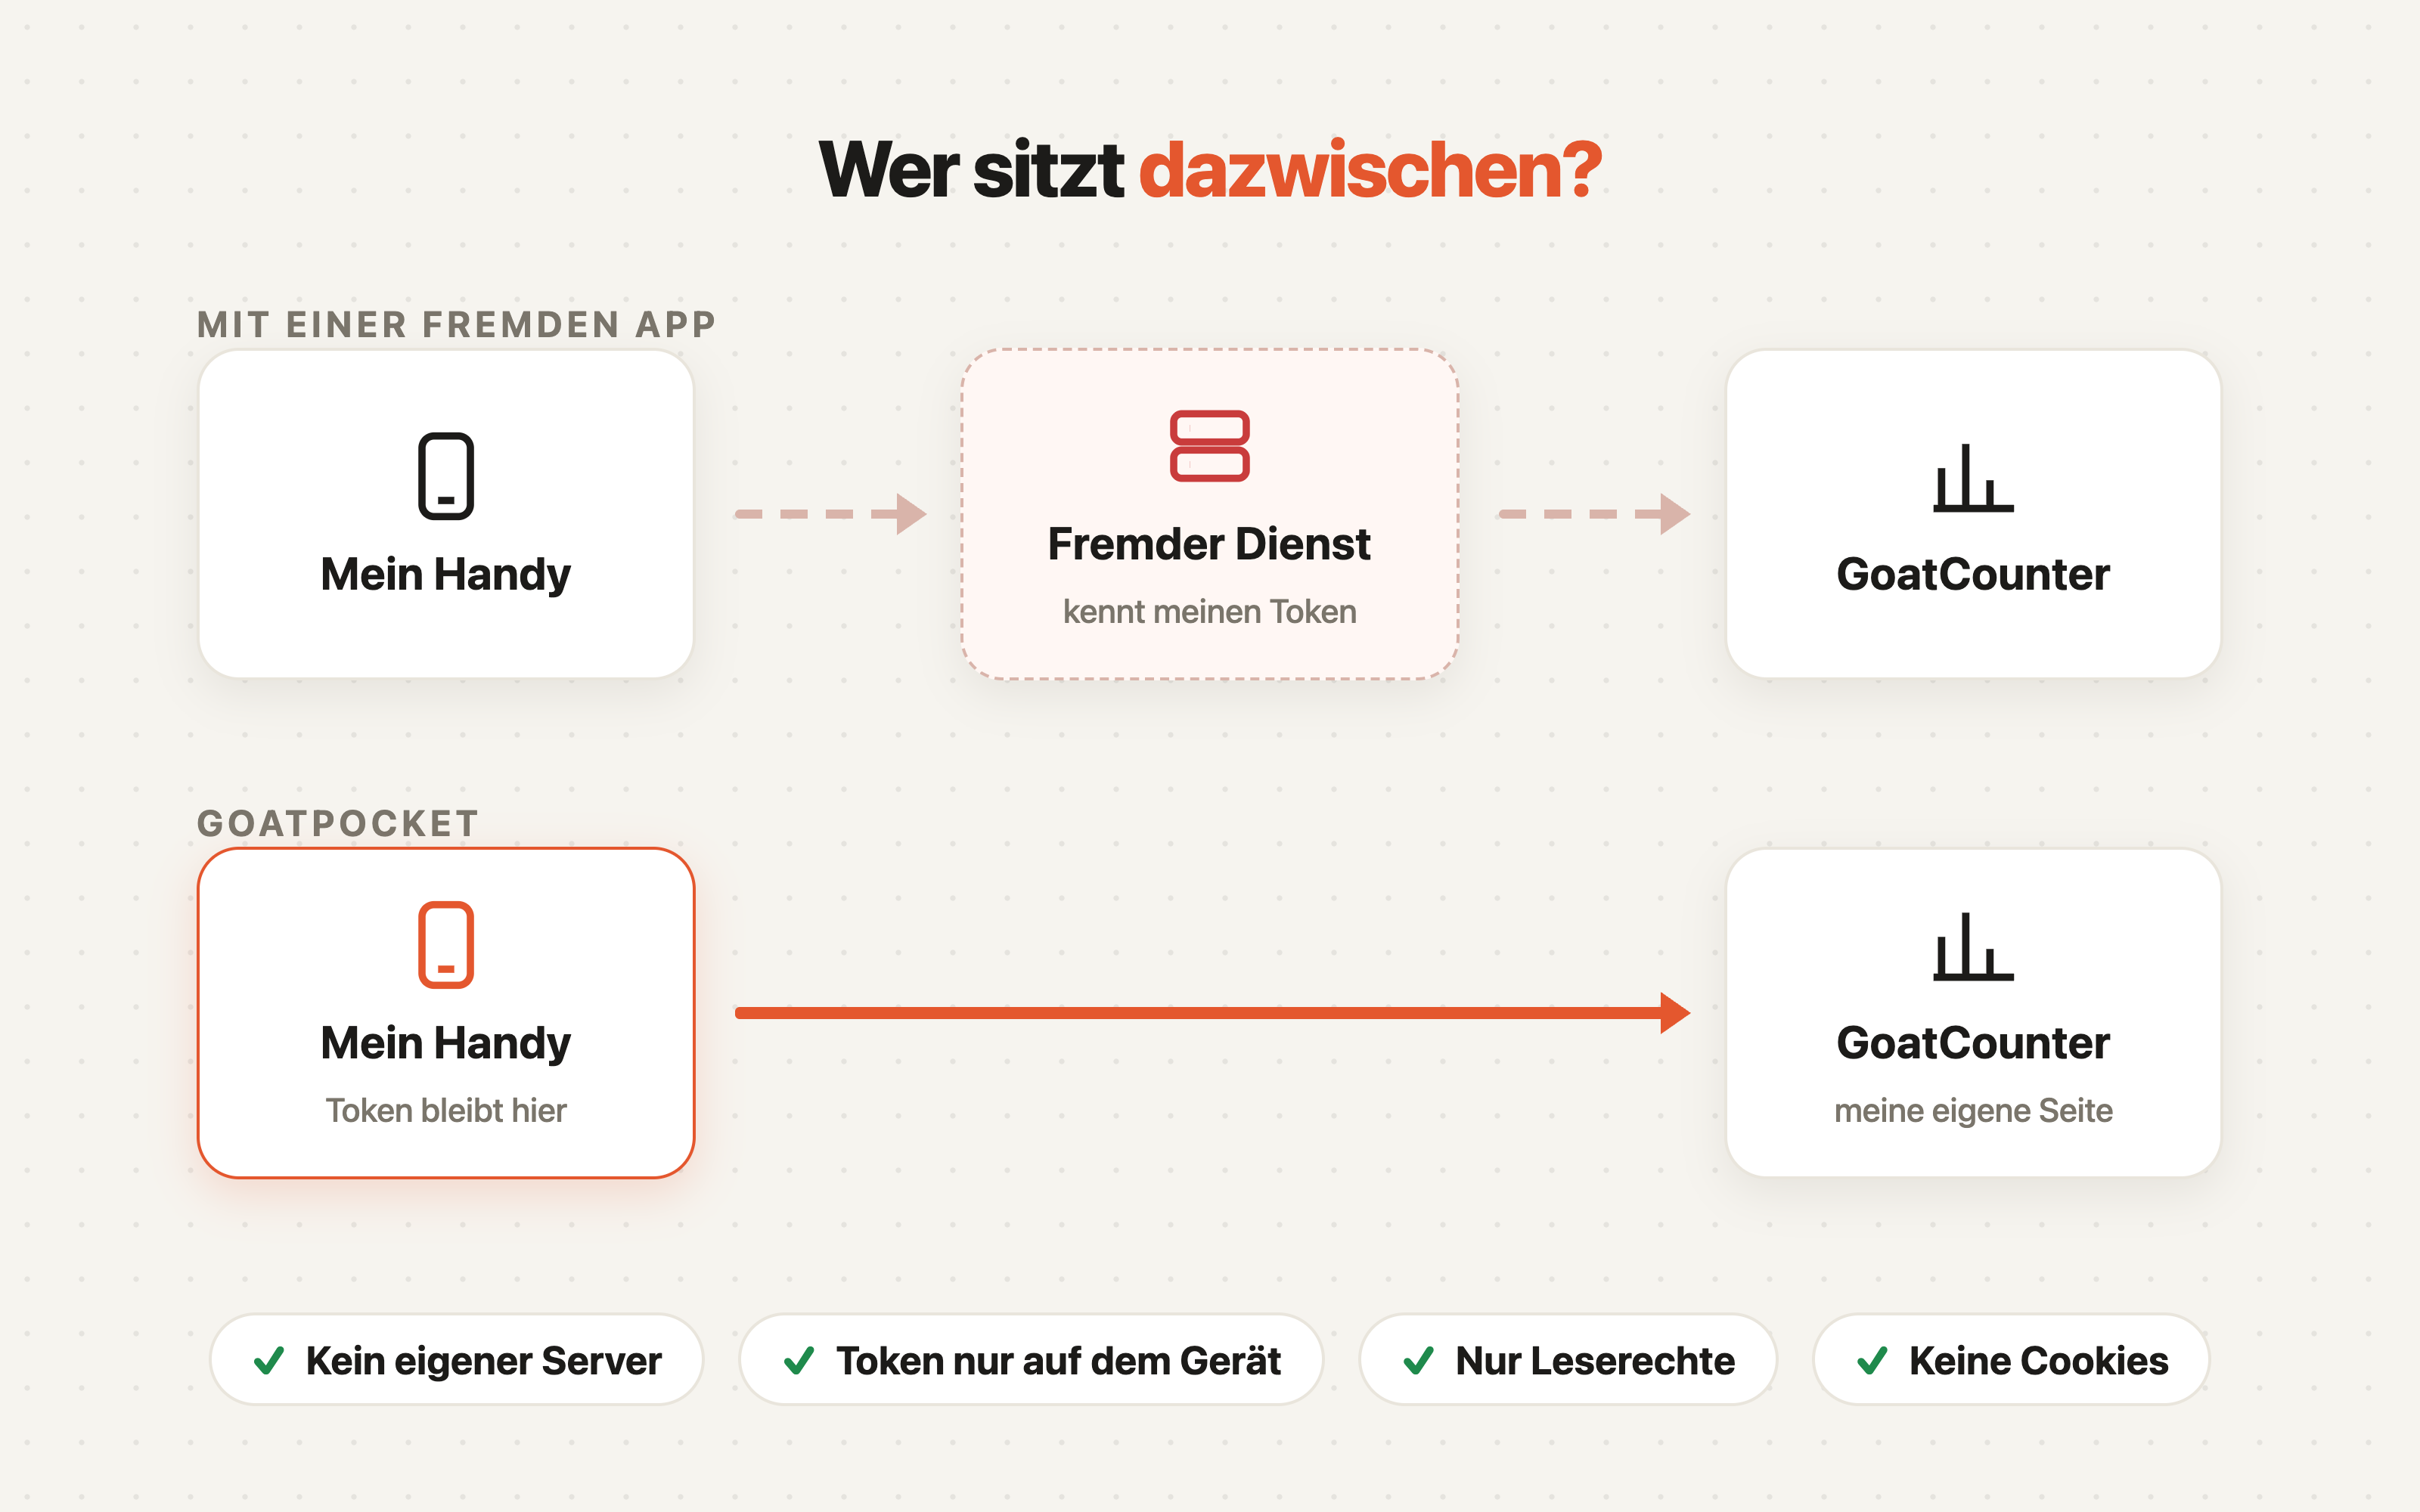 Wer sitzt dazwischen?
MIT EINER FREMDEN APP
Mein Handy
Fremder Dienst
kennt meinen Token
GoatCounter
GOATPOCKET
Mein Handy
Token bleibt hier
GoatCounter
meine eigene Seite
Kein eigener Server
Token nur auf dem Gerät
Nur Leserechte
Keine Cookies